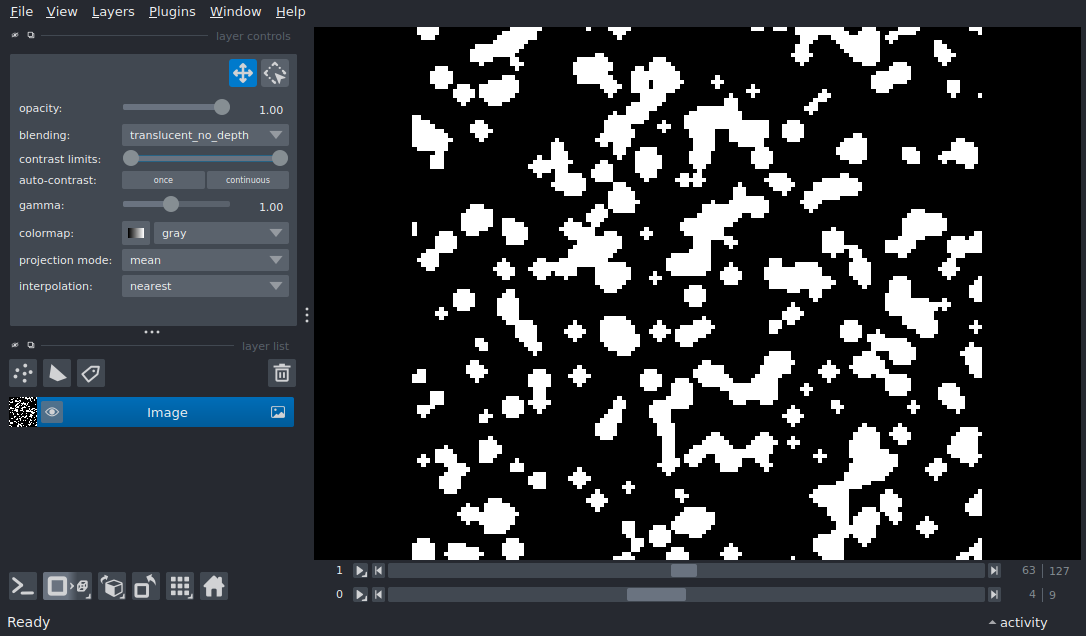 File View Layers Plugins Window Help
layer controls
opacity: 1.00
blending: translucent_no_depth
contrast limits:
auto-contrast: once continuous
gamma: 1.00
colormap: gray
projection mode: mean
interpolation: nearest
layer list
Image
1 63 127
0 4 9
Ready activity